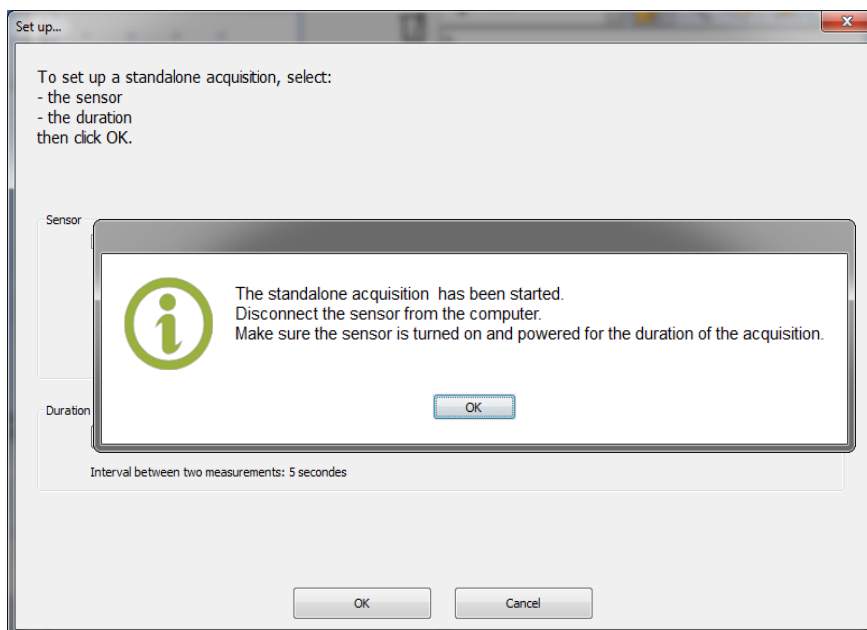 Set up...
To set up a standalone acquisition, select:
- the sensor
- the duration
then click OK.
Sensor
The standalone acquisition has been started.
Disconnect the sensor from the computer.
Make sure the sensor is turned on and powered for the duration of the acquisition.
OK
Duration
Interval between two measurements: 5 secondes
OK Cancel